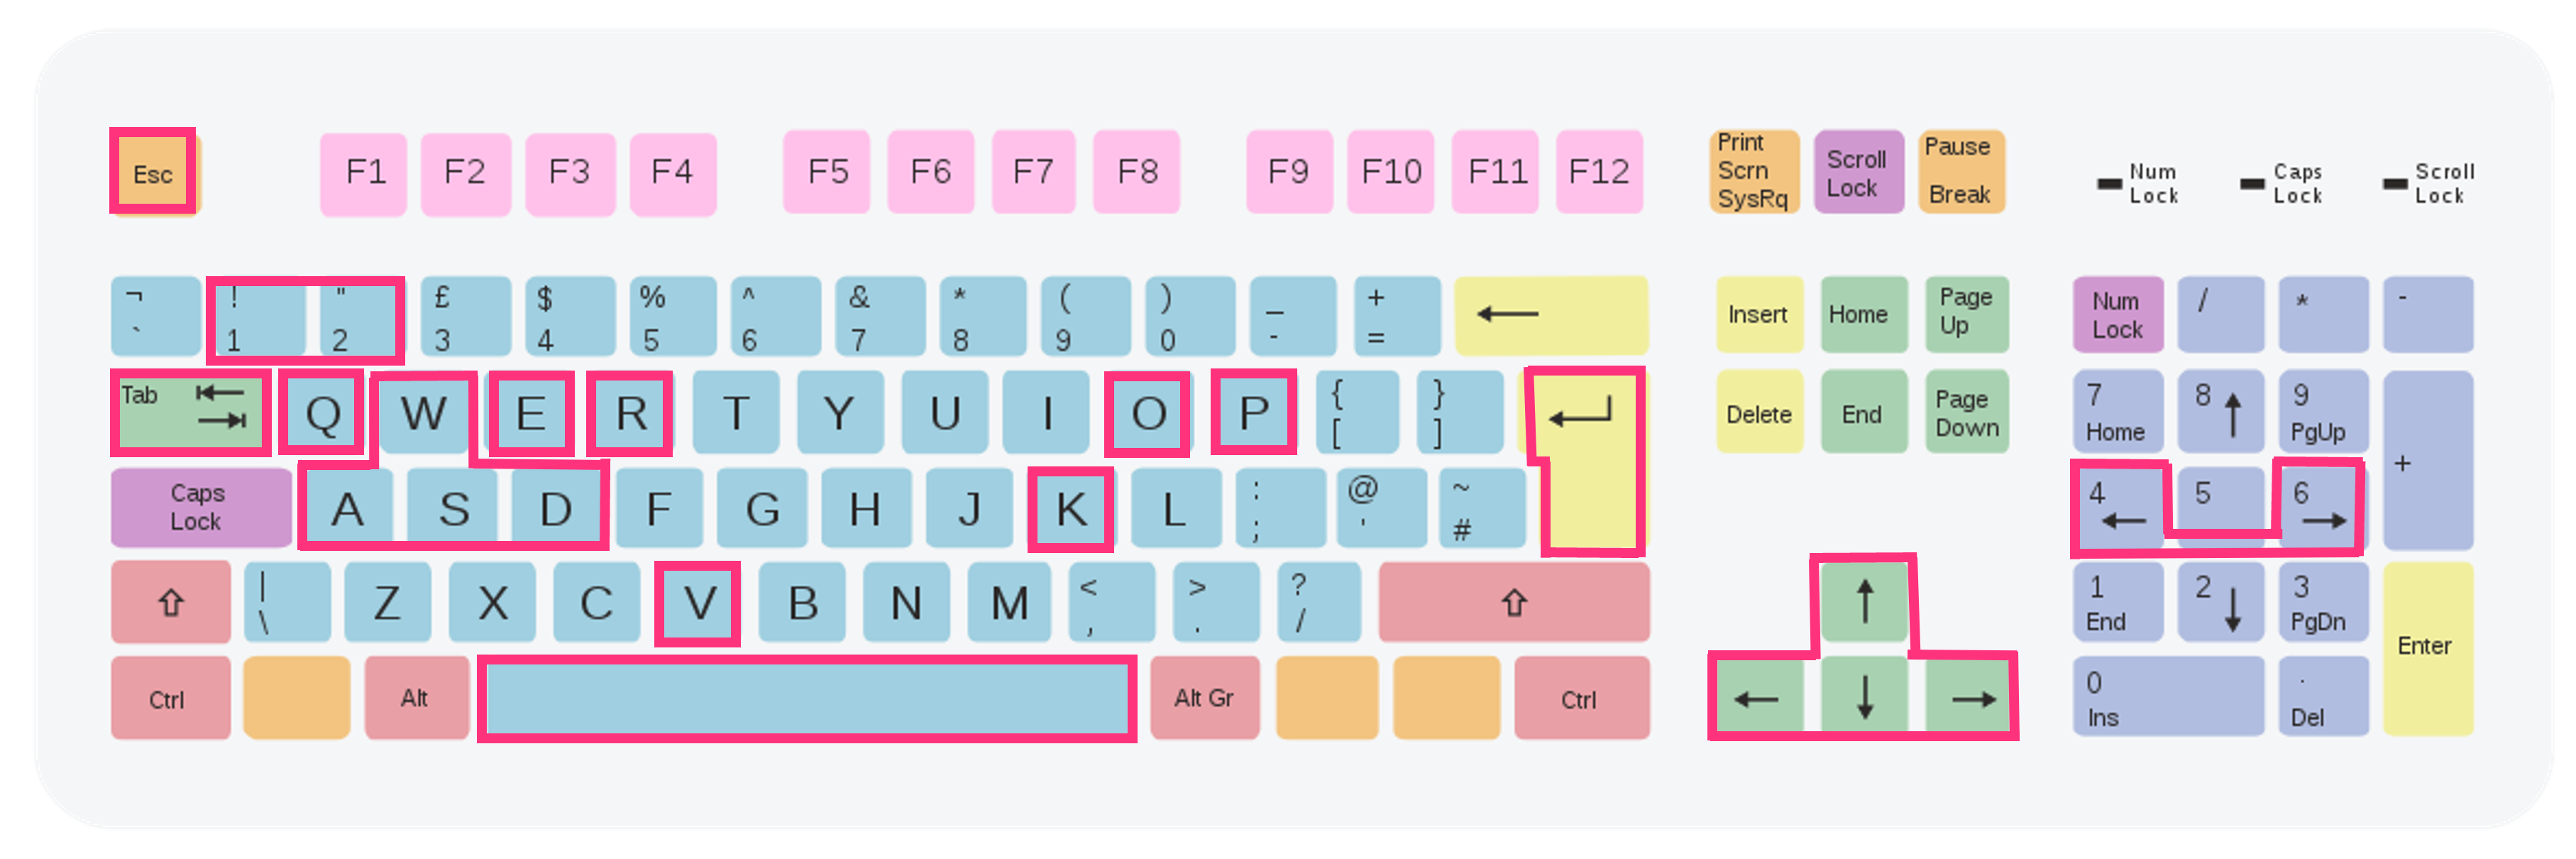 Esc F1 F2 F3 F4 F5 F6 F7 F8 F9 F10 F11 F12 Print Scrn SysRq Scroll Lock Pause Break Num Lock Caps Lock Scroll Lock
¬ ` ! 1 " 2 £ 3 $ 4 % 5 ^ 6 & 7 * 8 ( 9 ) 0 _ - + = ← Insert Home Page Up Num Lock / * -
Tab Q W E R T Y U I O P { [ } ] Delete End Page Down 7 Home 8 ↑ 9 PgUp +
Caps Lock A S D F G H J K L : ; @ ' ~ # 4 ← 5 6 →
⇧ | \ Z X C V B N M < , > . ? / ⇧ ↑ 1 End 2 ↓ 3 PgDn Enter
Ctrl Alt Alt Gr Ctrl ← ↓ → 0 Ins . Del